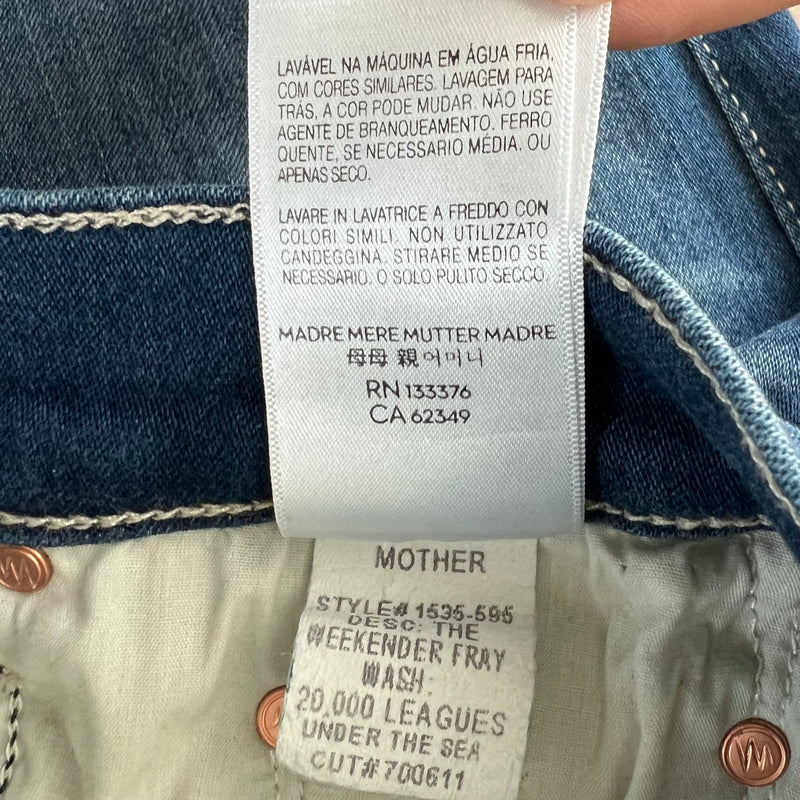 LAVÁVEL NA MÁQUINA EM ÁGUA FRIA,
COM CORES SIMILARES. LAVAGEM PARA
TRÁS, A COR PODE MUDAR. NÃO USE
AGENTE DE BRANQUEAMENTO. FERRO
QUENTE, SE NECESSARIO MÉDIA. OU
APENAS SECO.
LAVARE IN LAVATRICE A FREDDO CON
COLORI SIMILI. NON UTILIZZATO
CANDEGGINA. STIRARE MEDIO SE
NECESSARIO. O SOLO PULITO SECCO.
MADRE MERE MUTTER MADRE
母母 親 어머니
RN 133376
CA 62349
MOTHER
STYLE# 1535-595
DESC: THE
WEEKENDER FRAY
WASH:
20,000 LEAGUES
UNDER THE SEA
CUT#700611